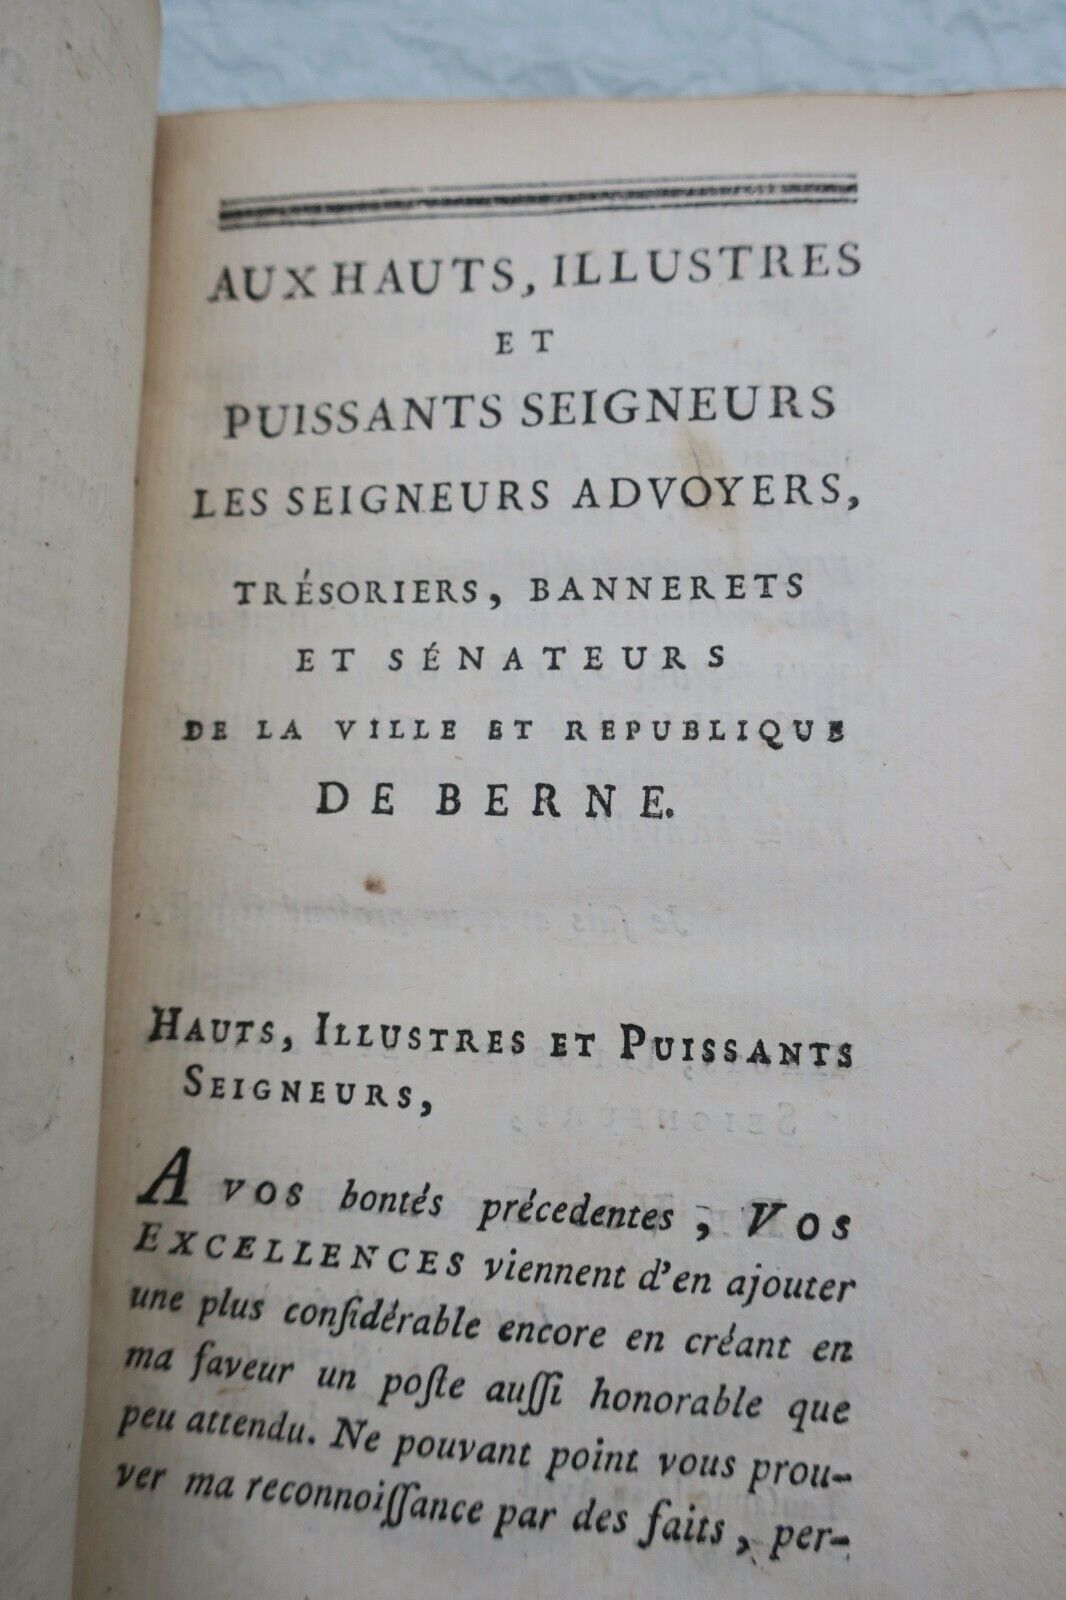 AUX HAUTS, ILLUSTRES
ET
PUISSANTS SEIGNEURS
LES SEIGNEURS ADVOYERS,
TRÉSORIERS, BANNERETS
ET SÉNATEURS
DE LA VILLE ET REPUBLIQUE
DE BERNE.
HAUTS, ILLUSTRES ET PUISSANTS
SEIGNEURS,
A vos bontés précedentes, Vos
EXCELLENCES viennent d'en ajouter
une plus conſidérable encore en créant en
ma faveur un poſte auſſi honorable que
peu attendu. Ne pouvant point vous prou-
ver ma reconnoiſſance par des faits, per-